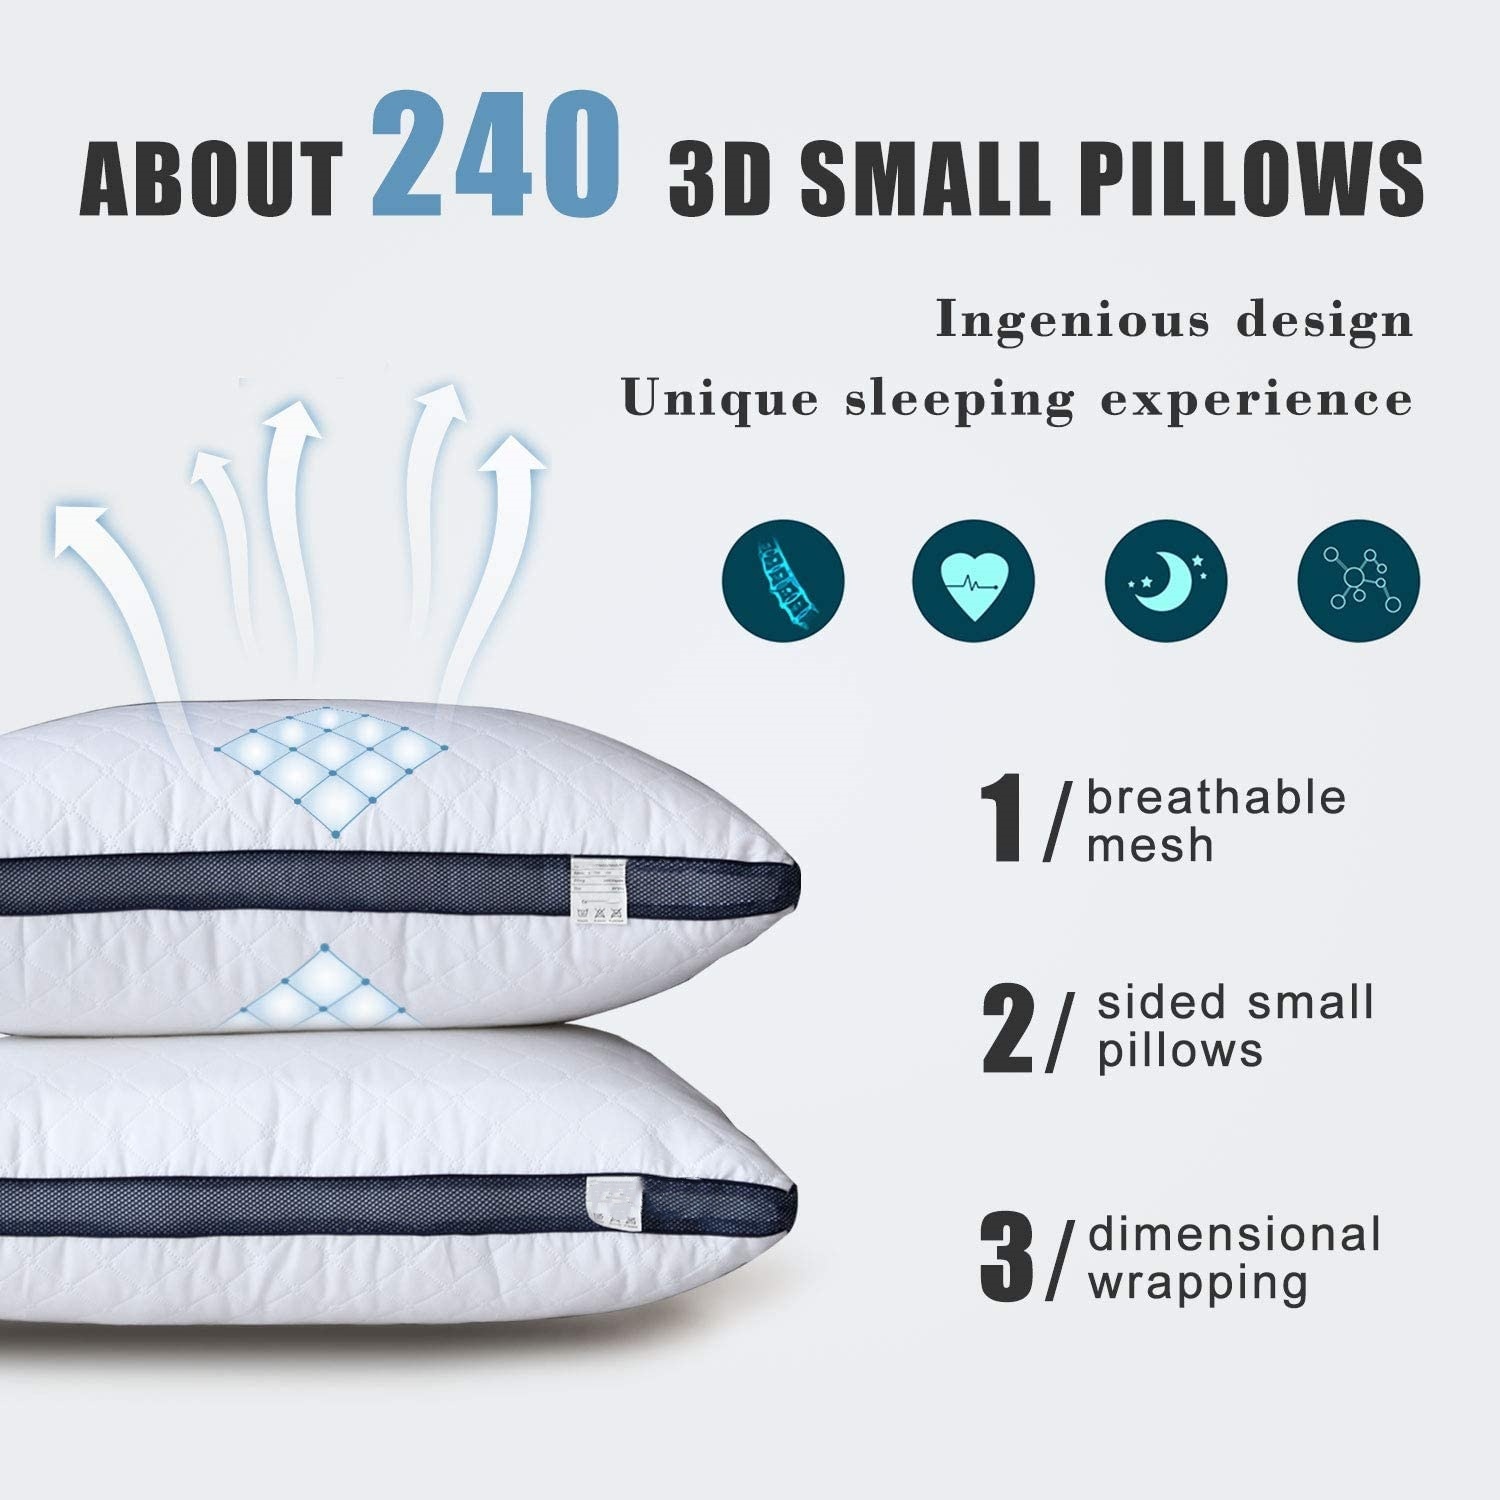 ABOUT 240 3D SMALL PILLOWS
Ingenious design
Unique sleeping experience
1/ breathable
mesh
2/ sided small
pillows
3/ dimensional
wrapping